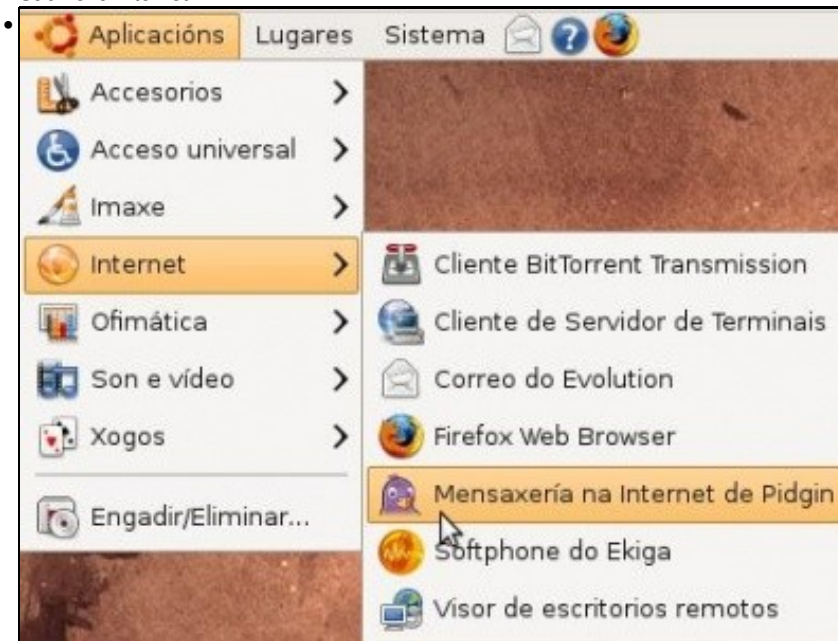 Aplicacións Lugares Sistema
Accesorios
Acceso universal
Imaxe
Internet
Ofimática
Son e vídeo
Xogos
Engadir/Eliminar...
Cliente BitTorrent Transmission
Cliente de Servidor de Terminais
Correo do Evolution
Firefox Web Browser
Mensaxería na Internet de Pidgin
Softphone do Ekiga
Visor de escritorios remotos